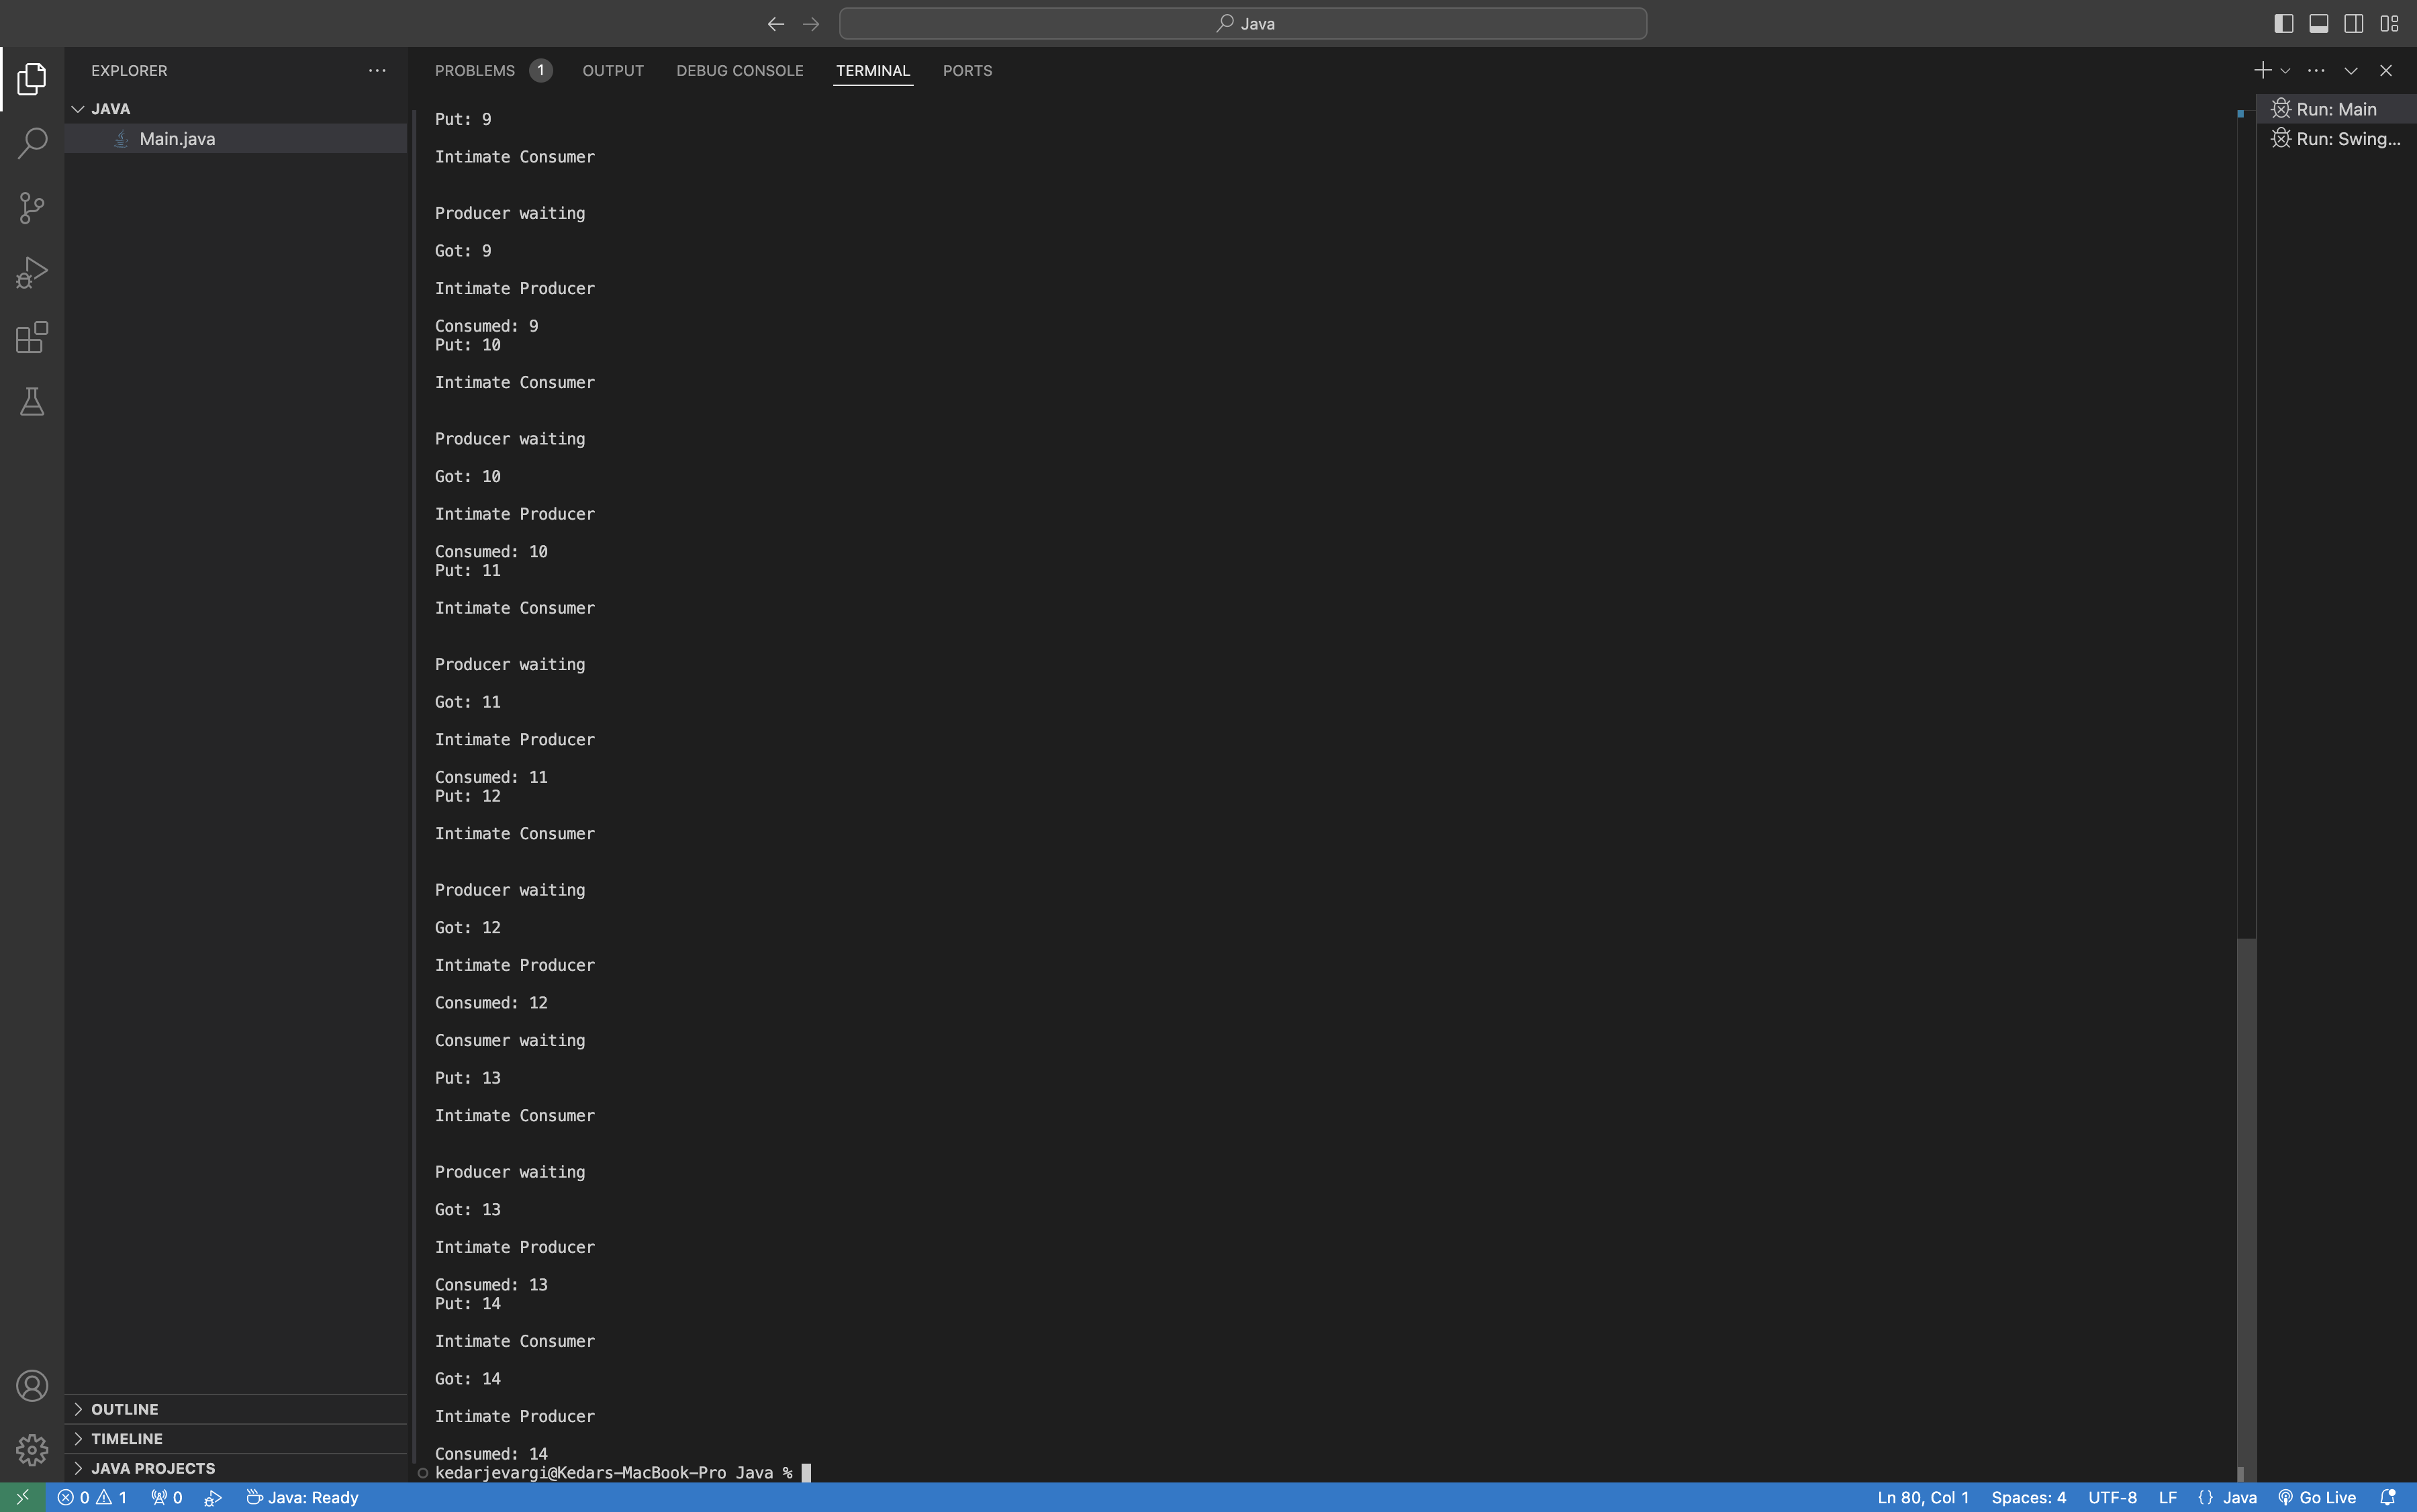 Java
EXPLORER
JAVA
Main.java
OUTLINE
TIMELINE
JAVA PROJECTS
PROBLEMS 1 OUTPUT DEBUG CONSOLE TERMINAL PORTS
Put: 9
Intimate Consumer
Producer waiting
Got: 9
Intimate Producer
Consumed: 9
Put: 10
Intimate Consumer
Producer waiting
Got: 10
Intimate Producer
Consumed: 10
Put: 11
Intimate Consumer
Producer waiting
Got: 11
Intimate Producer
Consumed: 11
Put: 12
Intimate Consumer
Producer waiting
Got: 12
Intimate Producer
Consumed: 12
Consumer waiting
Put: 13
Intimate Consumer
Producer waiting
Got: 13
Intimate Producer
Consumed: 13
Put: 14
Intimate Consumer
Got: 14
Intimate Producer
Consumed: 14
kedarjevargi@Kedars-MacBook-Pro Java %
Run: Main
Run: Swing...
0 1 0 Java: Ready Ln 80, Col 1 Spaces: 4 UTF-8 LF {} Java Go Live